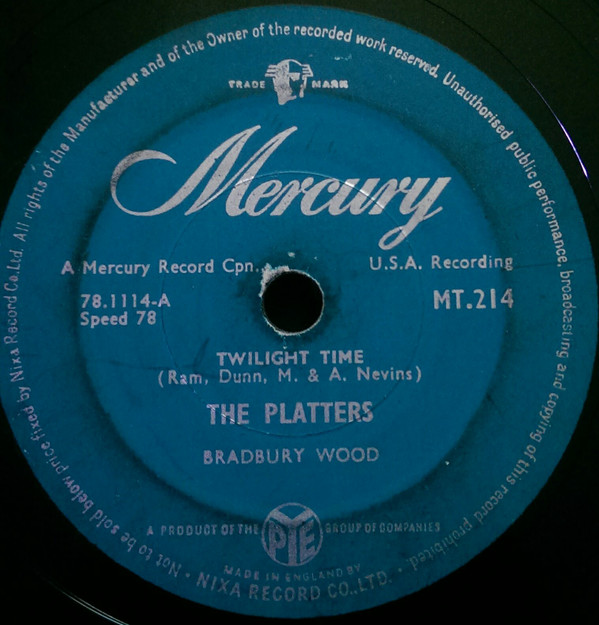 All rights of the Manufacturer and of the Owner of the recorded work reserved. Unauthorised public performance, broadcasting and copying of this record prohibited.
TRADE MARK
Mercury
A Mercury Record Cpn. U.S.A. Recording
78.1114-A MT.214
Speed 78
TWILIGHT TIME
(Ram, Dunn, M. & A. Nevins)
THE PLATTERS
BRADBURY WOOD
A PRODUCT OF THE PYE GROUP OF COMPANIES
MADE IN ENGLAND BY
NIXA RECORD CO., LTD.
Not to be sold below price fixed by Nixa Record Co. Ltd.